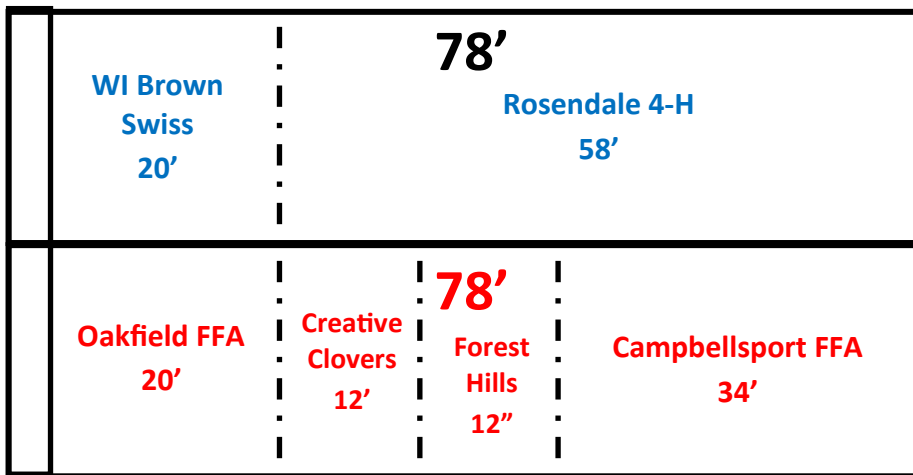 78’
WI Brown
Swiss
20’
Rosendale 4-H
58’
78’
Oakfield FFA
20’
Creative
Clovers
12’
Forest
Hills
12”
Campbellsport FFA
34’